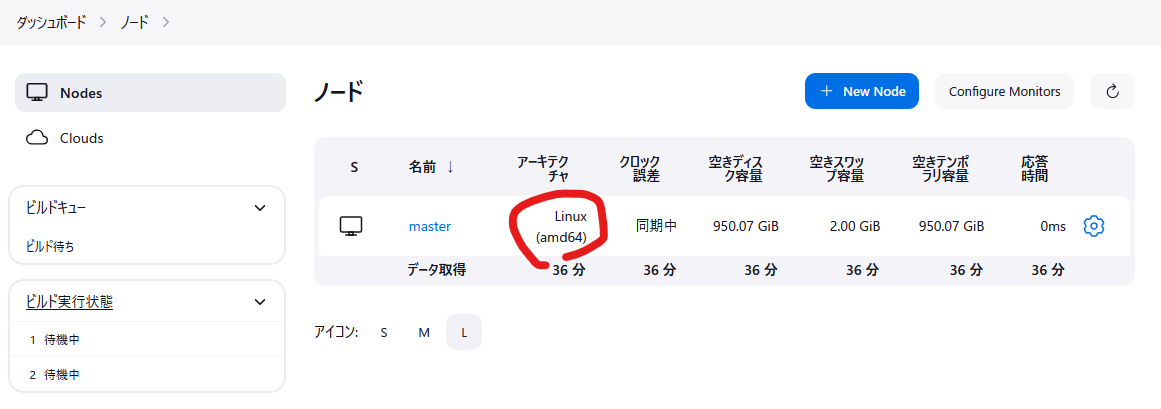 ダッシュボード > ノード >
Nodes
Clouds
ビルドキュー
ビルド待ち
ビルド実行状態
1 待機中
2 待機中
ノード
+ New Node
Configure Monitors
S 名前 ↓ アーキテクチャ クロック誤差 空きディスク容量 空きスワップ容量 空きテンポラリ容量 応答時間
master Linux (amd64) 同期中 950.07 GiB 2.00 GiB 950.07 GiB 0ms
データ取得 36 分 36 分 36 分 36 分 36 分 36 分
アイコン: S M L